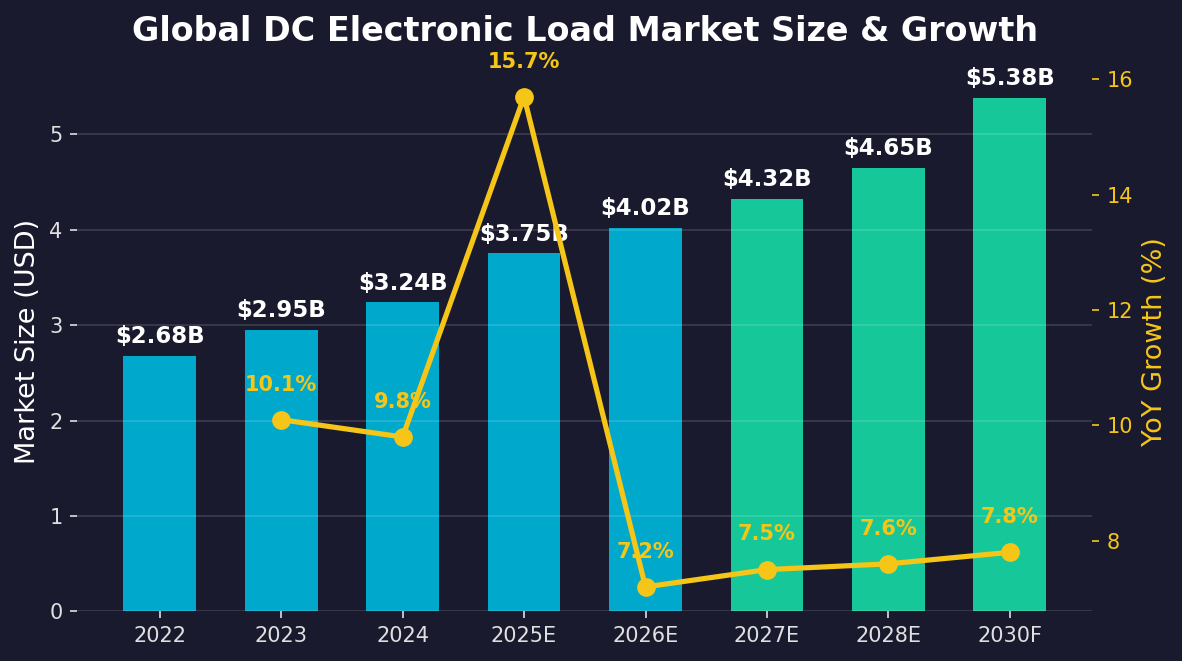 Global DC Electronic Load Market Size & Growth
15.7%
$5.38B
16
5
$4.65B
$4.32B
14
$4.02B
4
$3.75B
$3.24B
$2.95B
12
3
$2.68B
Market Size (USD)
YoY Growth (%)
10.1%
9.8%
2
10
1
7.2%
7.5%
7.6%
7.8%
8
0
2022
2023
2024
2025E
2026E
2027E
2028E
2030F